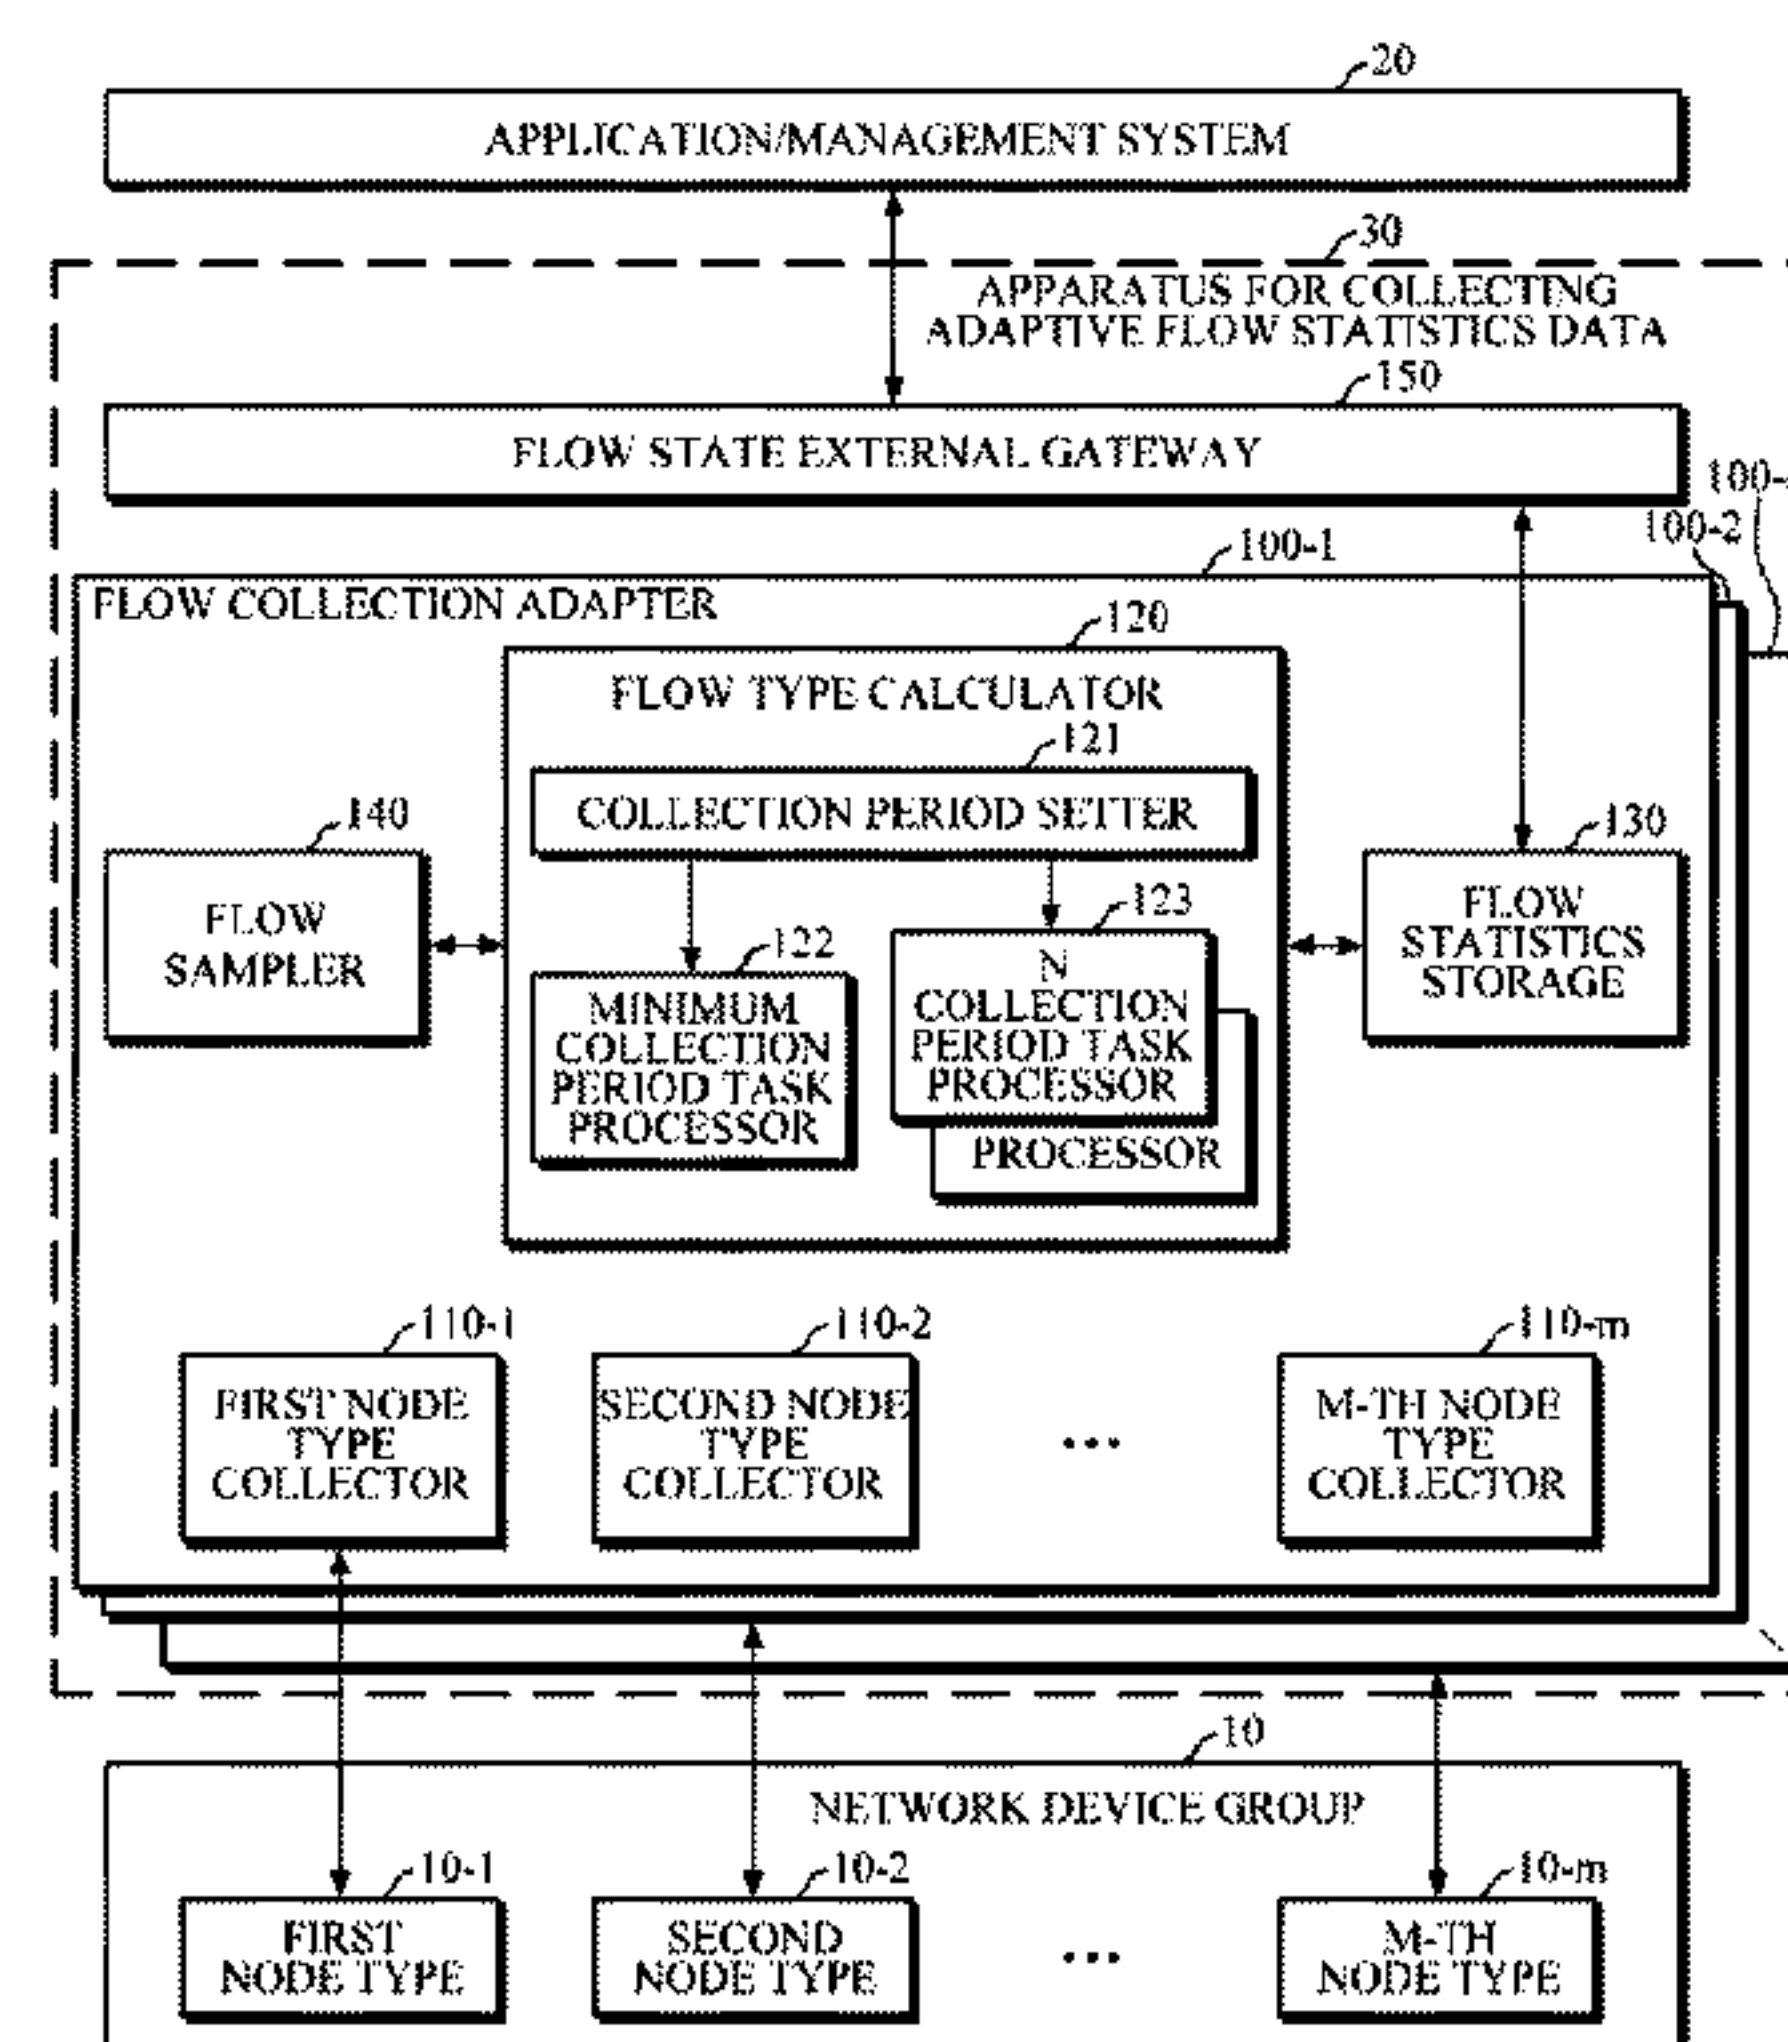 20
APPLICATION/MANAGEMENT SYSTEM
30
APPARATUS FOR COLLECTING
ADAPTIVE FLOW STATISTICS DATA
150
FLOW STATE EXTERNAL GATEWAY
100-
100-2
100-1
FLOW COLLECTION ADAPTER
120
FLOW TYPE CALCULATOR
121
COLLECTION PERIOD SETTER
140
FLOW
SAMPLER
130
FLOW
STATISTICS
STORAGE
122
MINIMUM
COLLECTION
PERIOD TASK
PROCESSOR
123
N
COLLECTION
PERIOD TASK
PROCESSOR
PROCESSOR
110-1
FIRST NODE
TYPE
COLLECTOR
110-2
SECOND NODE
TYPE
COLLECTOR
...
110-m
M-TH NODE
TYPE
COLLECTOR
10
NETWORK DEVICE GROUP
10-1
FIRST
NODE TYPE
10-2
SECOND
NODE TYPE
...
10-m
M-TH
NODE TYPE